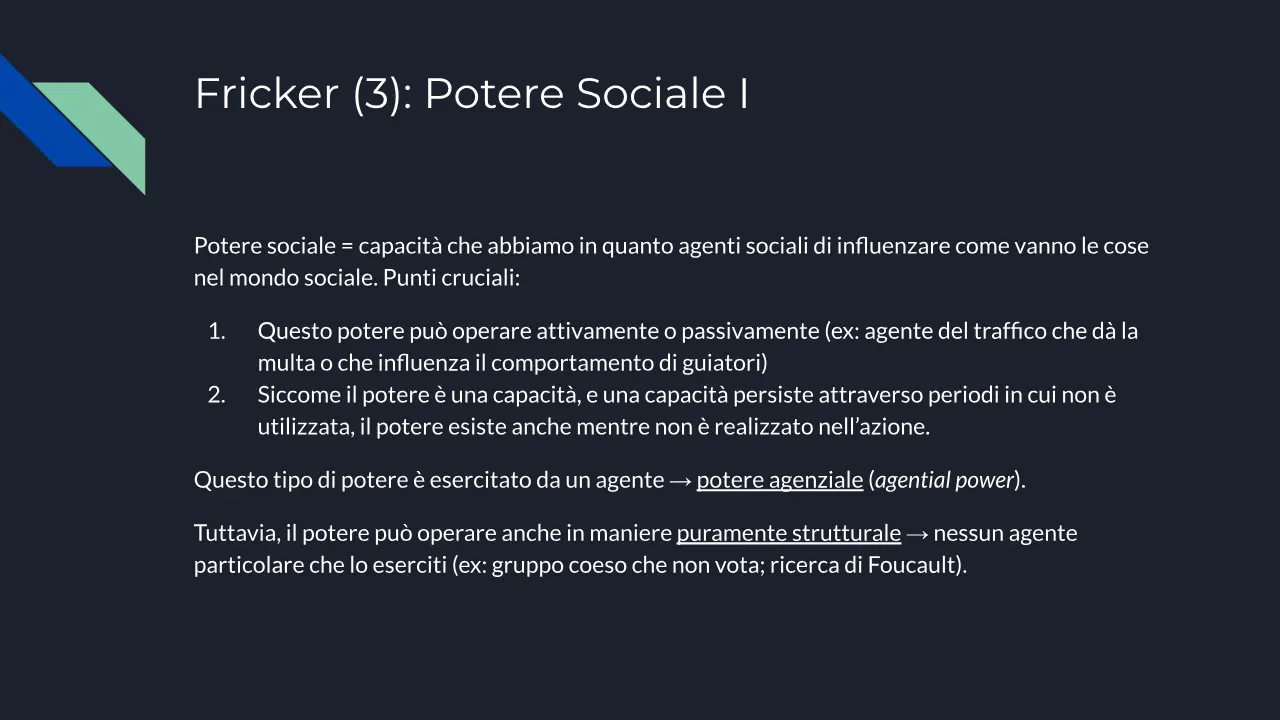 Fricker (3): Potere Sociale I
Potere sociale = capacità che abbiamo in quanto agenti sociali di influenzare come vanno le cose
nel mondo sociale. Punti cruciali:
1. Questo potere può operare attivamente o passivamente (ex: agente del traffico che dà la
multa o che influenza il comportamento di guiatori)
2. Siccome il potere è una capacità, e una capacità persiste attraverso periodi in cui non è
utilizzata, il potere esiste anche mentre non è realizzato nell’azione.
Questo tipo di potere è esercitato da un agente → potere agenziale (agential power).
Tuttavia, il potere può operare anche in maniere puramente strutturale → nessun agente
particolare che lo eserciti (ex: gruppo coeso che non vota; ricerca di Foucault).